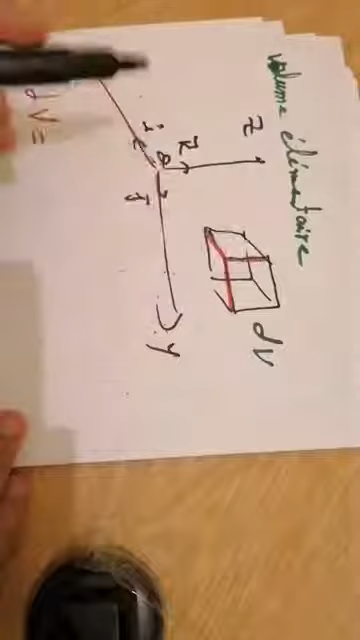 volume élémentaire
Z
K
O
i
J
y
dV
dV =